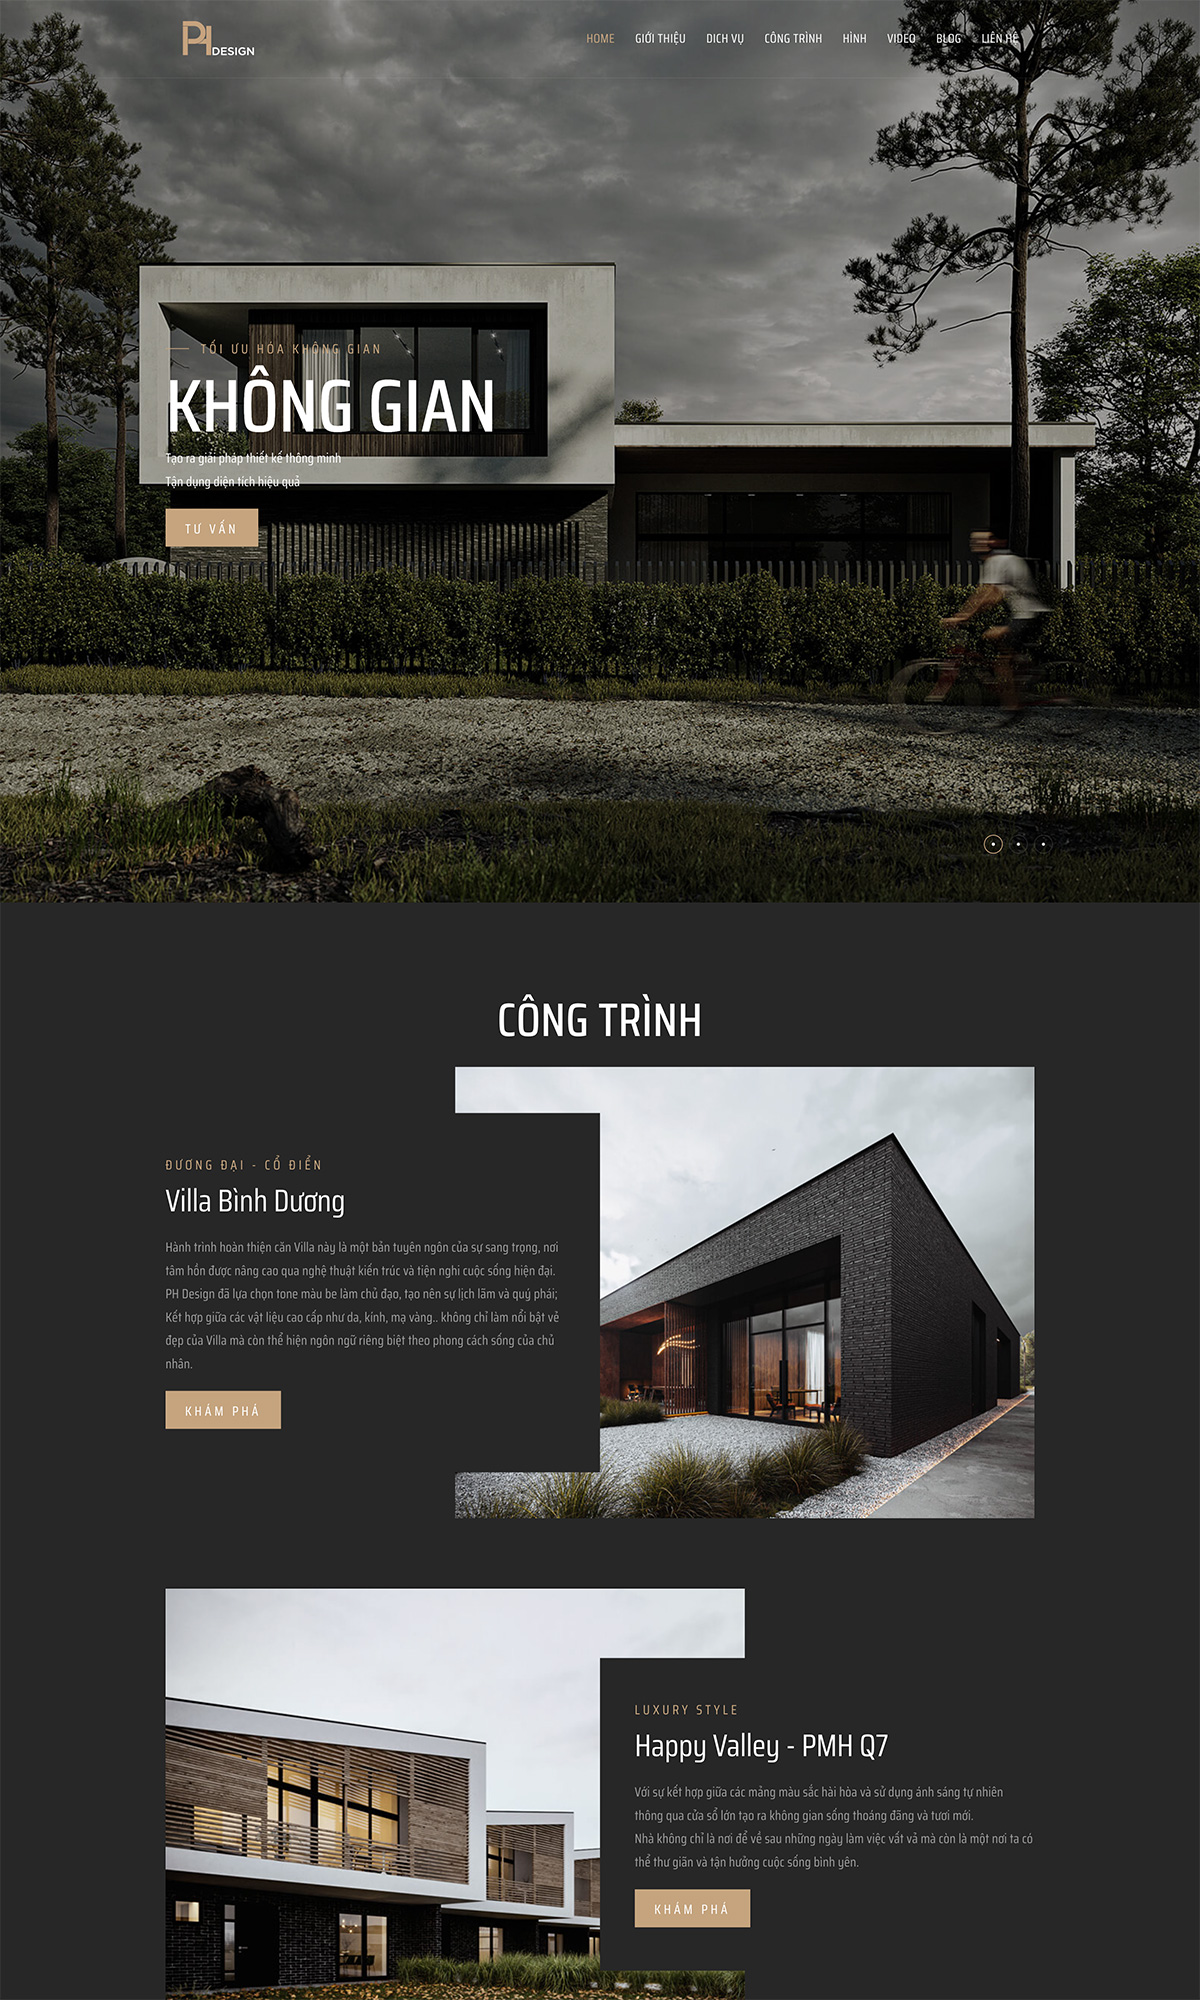 PH DESIGN
HOME GIỚI THIỆU DỊCH VỤ CÔNG TRÌNH HÌNH VIDEO BLOG LIÊN HỆ
TỐI ƯU HÓA KHÔNG GIAN
KHÔNG GIAN
Tạo ra giải pháp thiết kế thông minh
Tận dụng diện tích hiệu quả
TƯ VẤN
CÔNG TRÌNH
ĐƯƠNG ĐẠI - CỔ ĐIỂN
Villa Bình Dương
Hành trình hoàn thiện căn Villa này là một bản tuyên ngôn của sự sang trọng, nơi
tâm hồn được nâng cao qua nghệ thuật kiến trúc và tiện nghi cuộc sống hiện đại.
PH Design đã lựa chọn tone màu be làm chủ đạo, tạo nên sự lịch lãm và quý phái;
Kết hợp giữa các vật liệu cao cấp như da, kính, mạ vàng.. không chỉ làm nổi bật vẻ
đẹp của Villa mà còn thể hiện ngôn ngữ riêng biệt theo phong cách sống của chủ
nhân.
KHÁM PHÁ
LUXURY STYLE
Happy Valley - PMH Q7
Với sự kết hợp giữa các mảng màu sắc hài hòa và sử dụng ánh sáng tự nhiên
thông qua cửa sổ lớn tạo ra không gian sống thoáng đãng và tươi mới.
Nhà không chỉ là nơi để về sau những ngày làm việc vất vả mà còn là một nơi ta có
thể thư giãn và tận hưởng cuộc sống bình yên.
KHÁM PHÁ